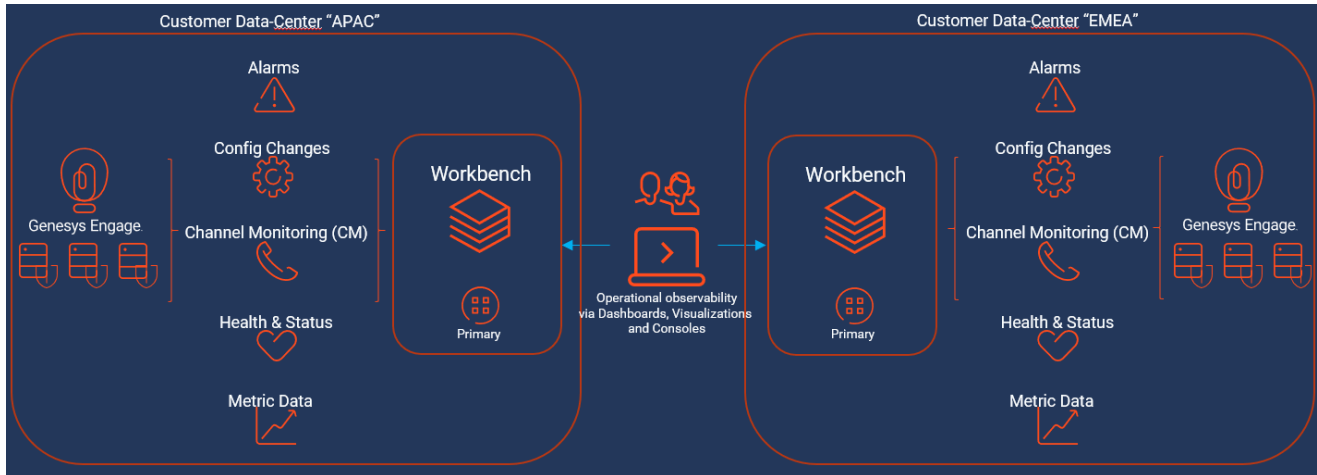 Customer Data-Center “APAC”
Alarms
Config Changes
Genesys Engage.
Channel Monitoring (CM)
Health & Status
Metric Data
Workbench
Primary
Operational observability
via Dashboards, Visualizations
and Consoles
Customer Data-Center “EMEA”
Workbench
Primary
Alarms
Config Changes
Channel Monitoring (CM)
Health & Status
Metric Data
Genesys Engage.